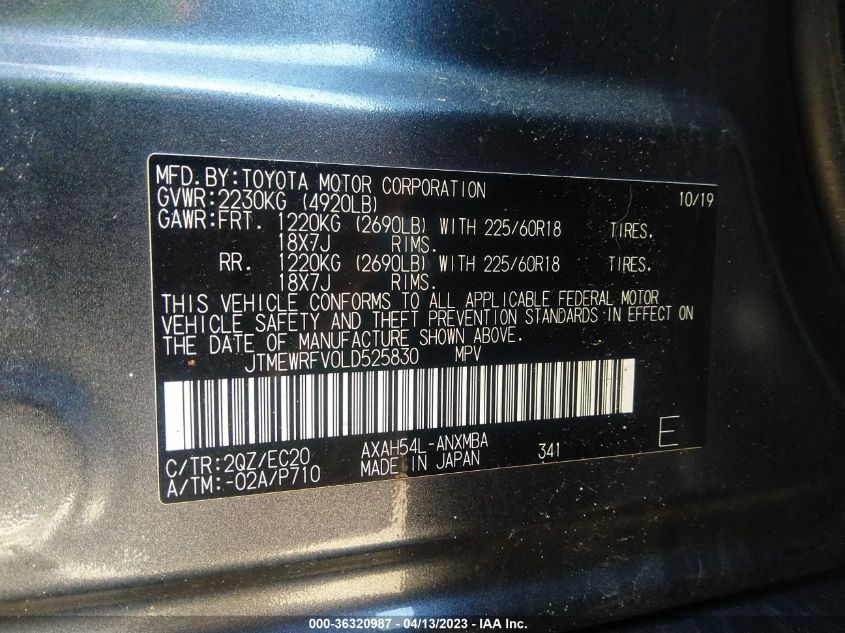 MFD.BY:TOYOTA MOTOR CORPORATION 10/19
GVWR:2230KG (4920LB)
GAWR:FRT. 1220KG (2690LB) WITH 225/60R18 TIRES.
18X7J RIMS.
RR. 1220KG (2690LB) WITH 225/60R18 TIRES.
18X7J RIMS.
THIS VEHICLE CONFORMS TO ALL APPLICABLE FEDERAL MOTOR
VEHICLE SAFETY AND THEFT PREVENTION STANDARDS IN EFFECT ON
THE DATE OF MANUFACTURE SHOWN ABOVE.
JTMEWRFV0LD525830 MPV
C/TR:2QZ/EC20 AXAH54L-ANXMBA 341 E
A/TM:-02A/P710 MADE IN JAPAN
000-36320987 - 04/13/2023 - © IAA Inc.